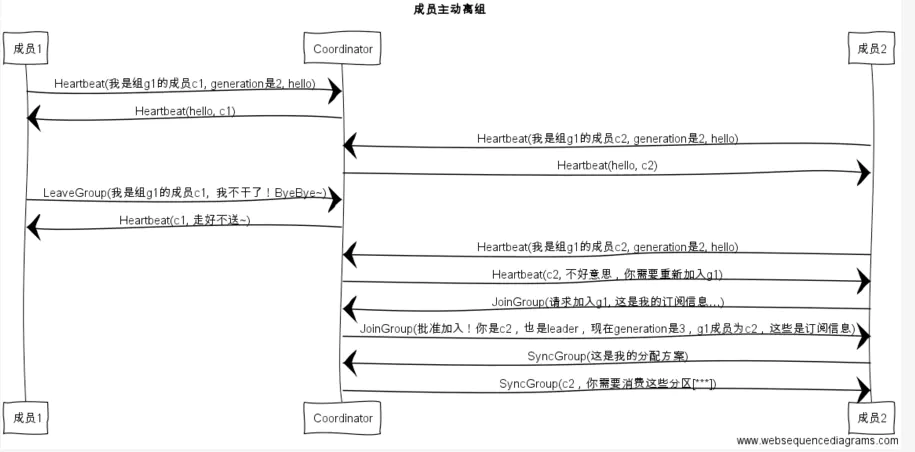 成员主动离组
成员1
Coordinator
成员2
Heartbeat(我是组g1的成员c1, generation是2, hello)
Heartbeat(hello, c1)
Heartbeat(我是组g1的成员c2, generation是2, hello)
Heartbeat(hello, c2)
LeaveGroup(我是组g1的成员c1, 我不干了！ByeBye~)
Heartbeat(c1, 走好不送~)
Heartbeat(我是组g1的成员c2, generation是2, hello)
Heartbeat(c2, 不好意思，你需要重新加入g1)
JoinGroup(请求加入g1, 这是我的订阅信息...)
JoinGroup(批准加入！你是c2，也是leader，现在generation是3，g1成员为c2，这些是订阅信息)
SyncGroup(这是我的分配方案)
SyncGroup(c2，你需要消费这些分区[***])
成员1
Coordinator
成员2
www.websequencediagrams.com